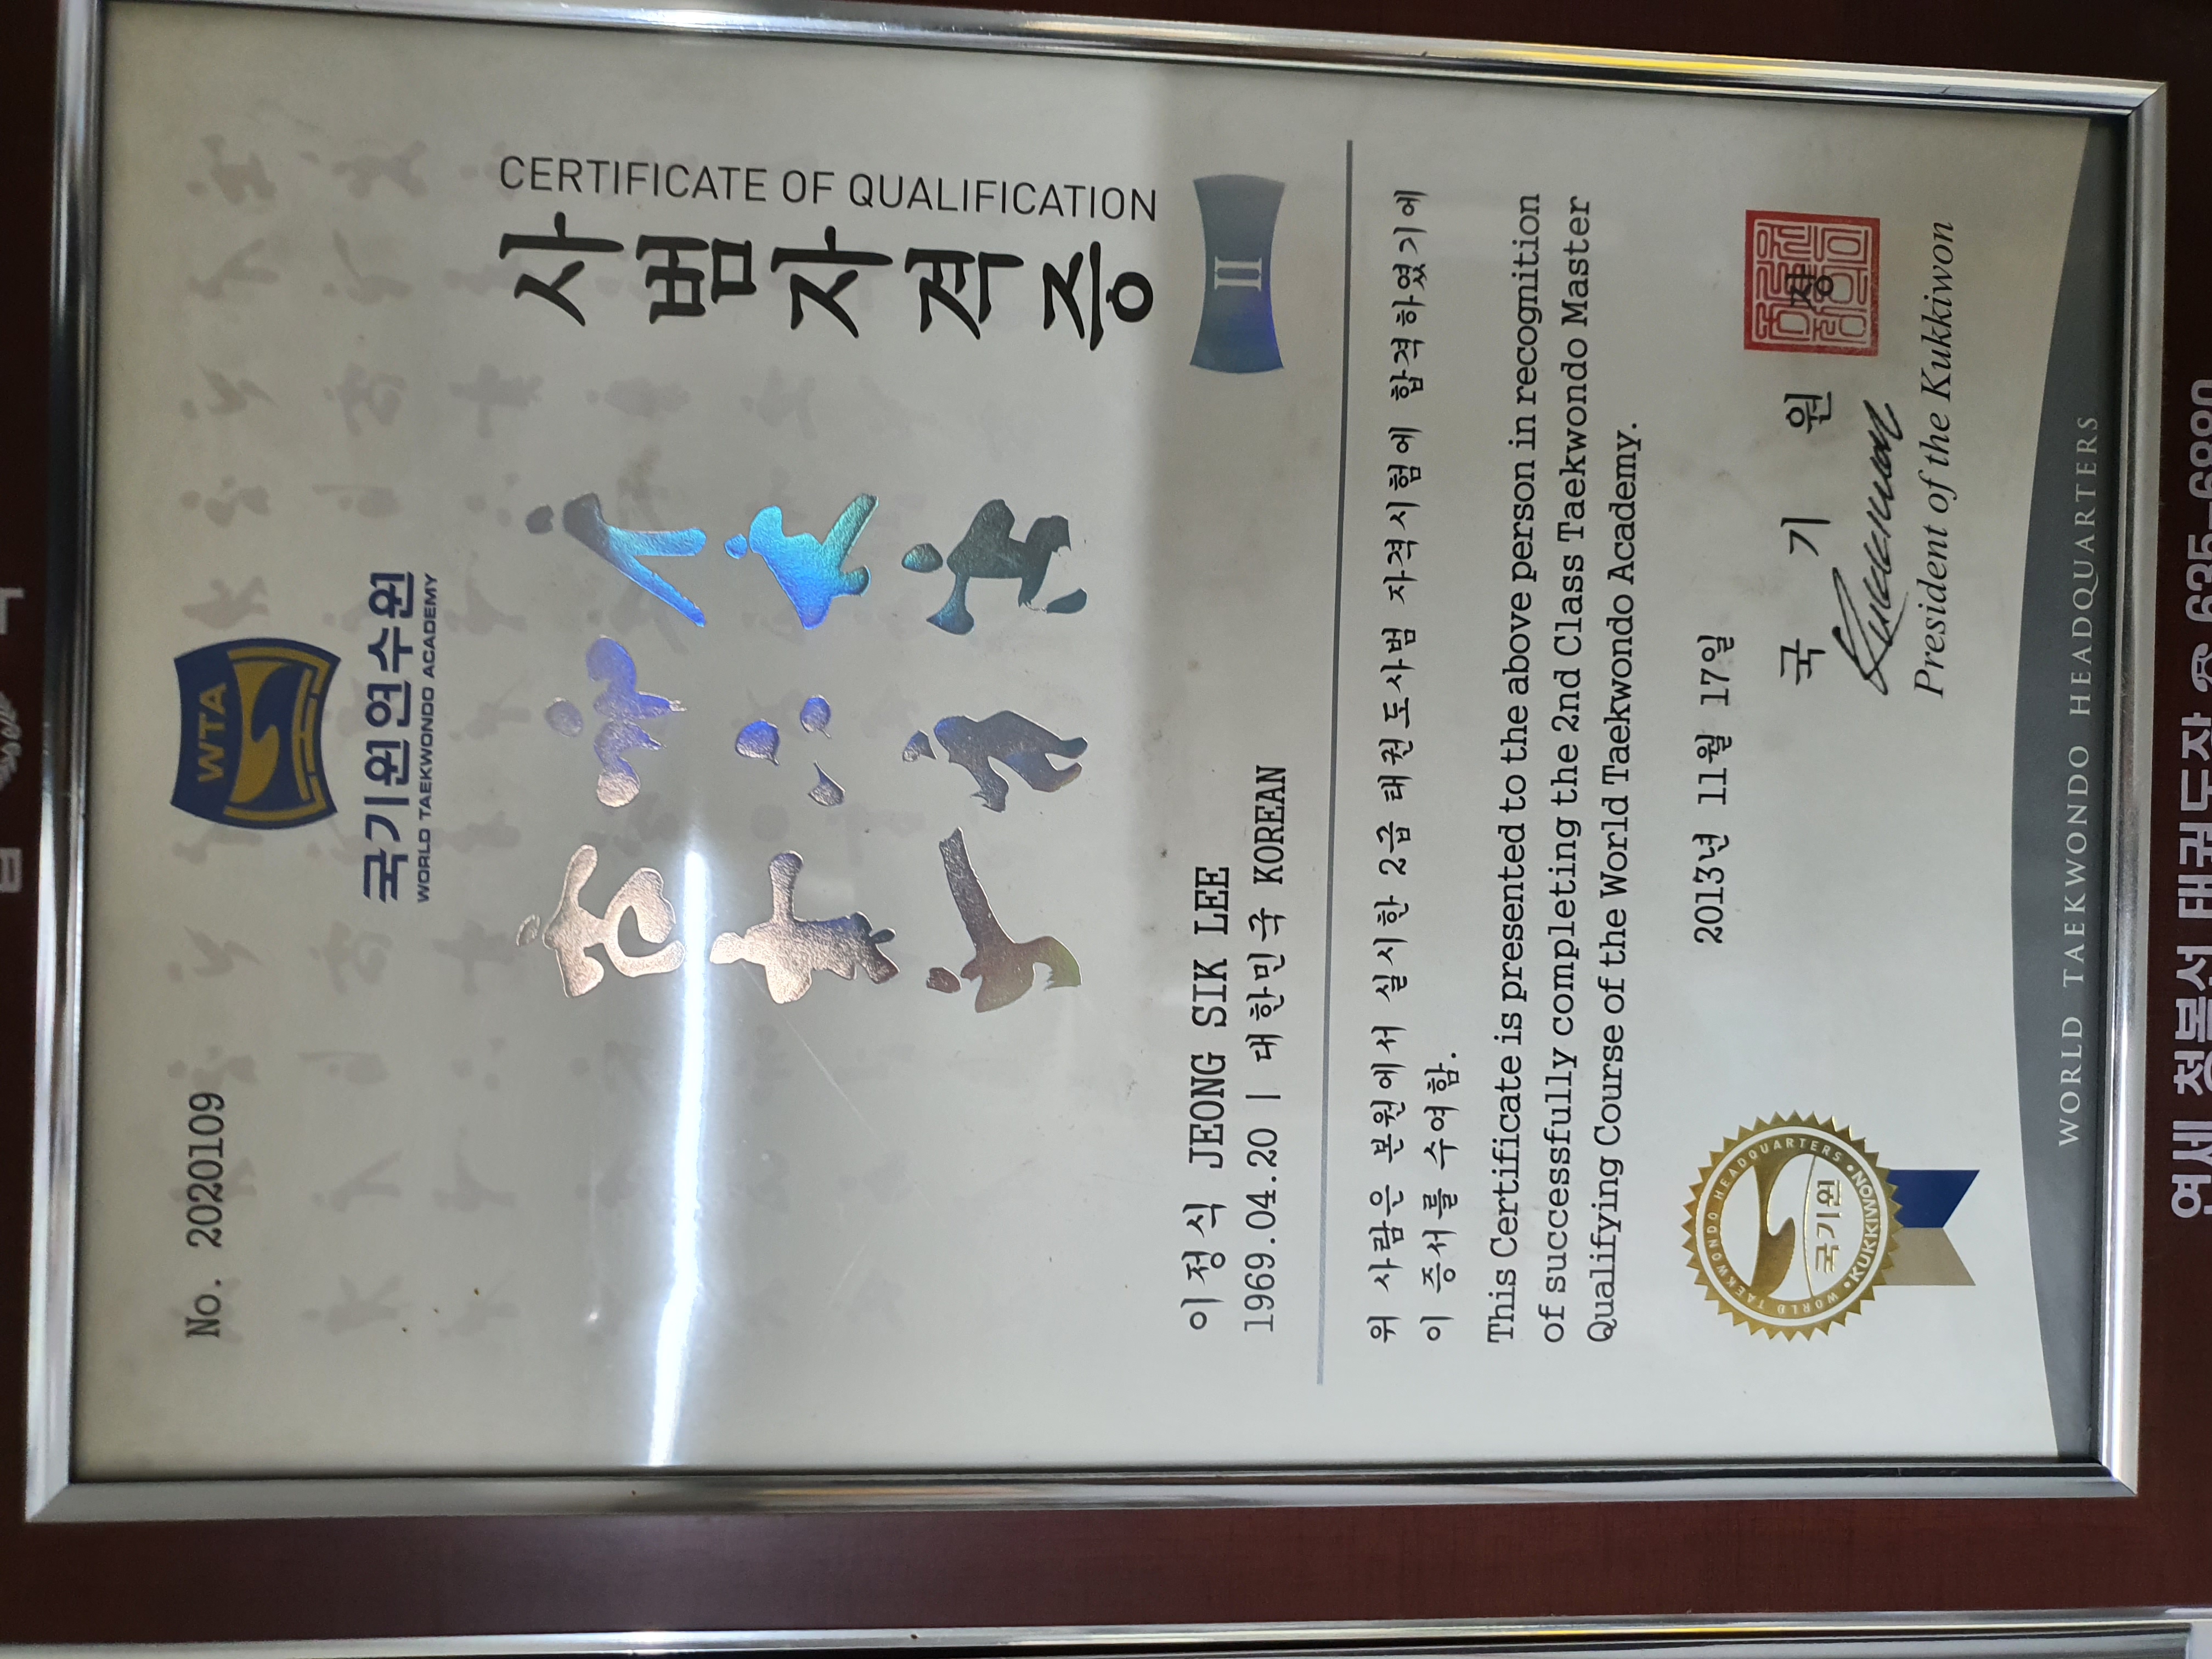 No. 2020109
WTA
국기원연수원
WORLD TAEKWONDO ACADEMY
CERTIFICATE OF QUALIFICATION
사범자격증
II
이정식 JEONG SIK LEE
1969.04.20 | 대한민국 KOREAN
위 사람은 본원에서 실시한 2급 태권도사범 자격시험에 합격하였기에
이 증서를 수여함.
This Certificate is presented to the above person in recognition
of successfully completing the 2nd Class Taekwondo Master
Qualifying Course of the World Taekwondo Academy.
2013년 11월 17일
국 기 원 장
President of the Kukkiwon
WORLD TAEKWONDO HEADQUARTERS • KUKKIWON •
국기원
WORLD TAEKWONDO HEADQUARTERS